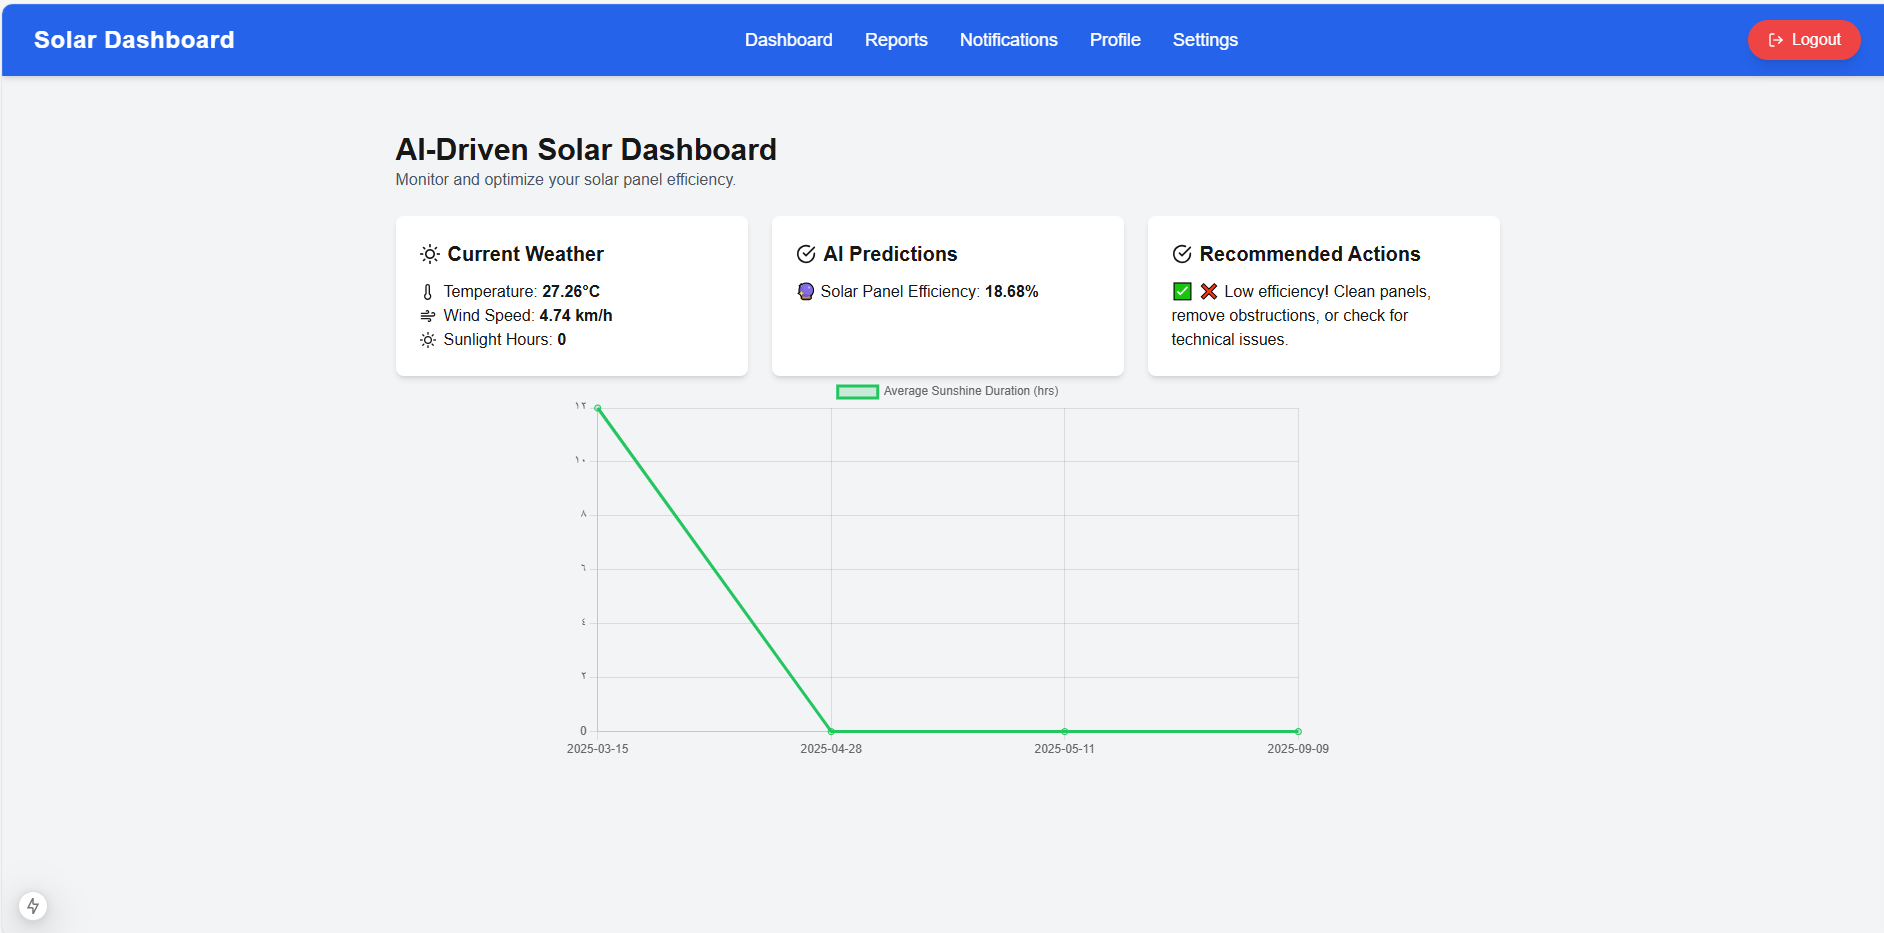 Solar Dashboard
Dashboard
Reports
Notifications
Profile
Settings
Logout
AI-Driven Solar Dashboard
Monitor and optimize your solar panel efficiency.
Current Weather
Temperature: 27.26°C
Wind Speed: 4.74 km/h
Sunlight Hours: 0
AI Predictions
Solar Panel Efficiency: 18.68%
Recommended Actions
✅ ❌ Low efficiency! Clean panels,
remove obstructions, or check for
technical issues.
Average Sunshine Duration (hrs)
١٢
١٠
٨
٦
٤
٢
0
2025-03-15
2025-04-28
2025-05-11
2025-09-09